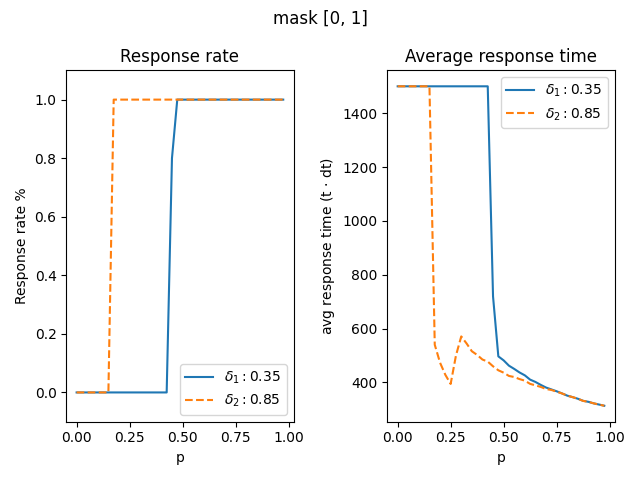 mask [0, 1]
Response rate
Response rate %
1.0
0.8
0.6
0.4
0.2
0.0
δ₁ : 0.35
δ₂ : 0.85
0.00 0.25 0.50 0.75 1.00
p
Average response time
avg response time (t · dt)
1400
1200
1000
800
600
400
δ₁ : 0.35
δ₂ : 0.85
0.00 0.25 0.50 0.75 1.00
p